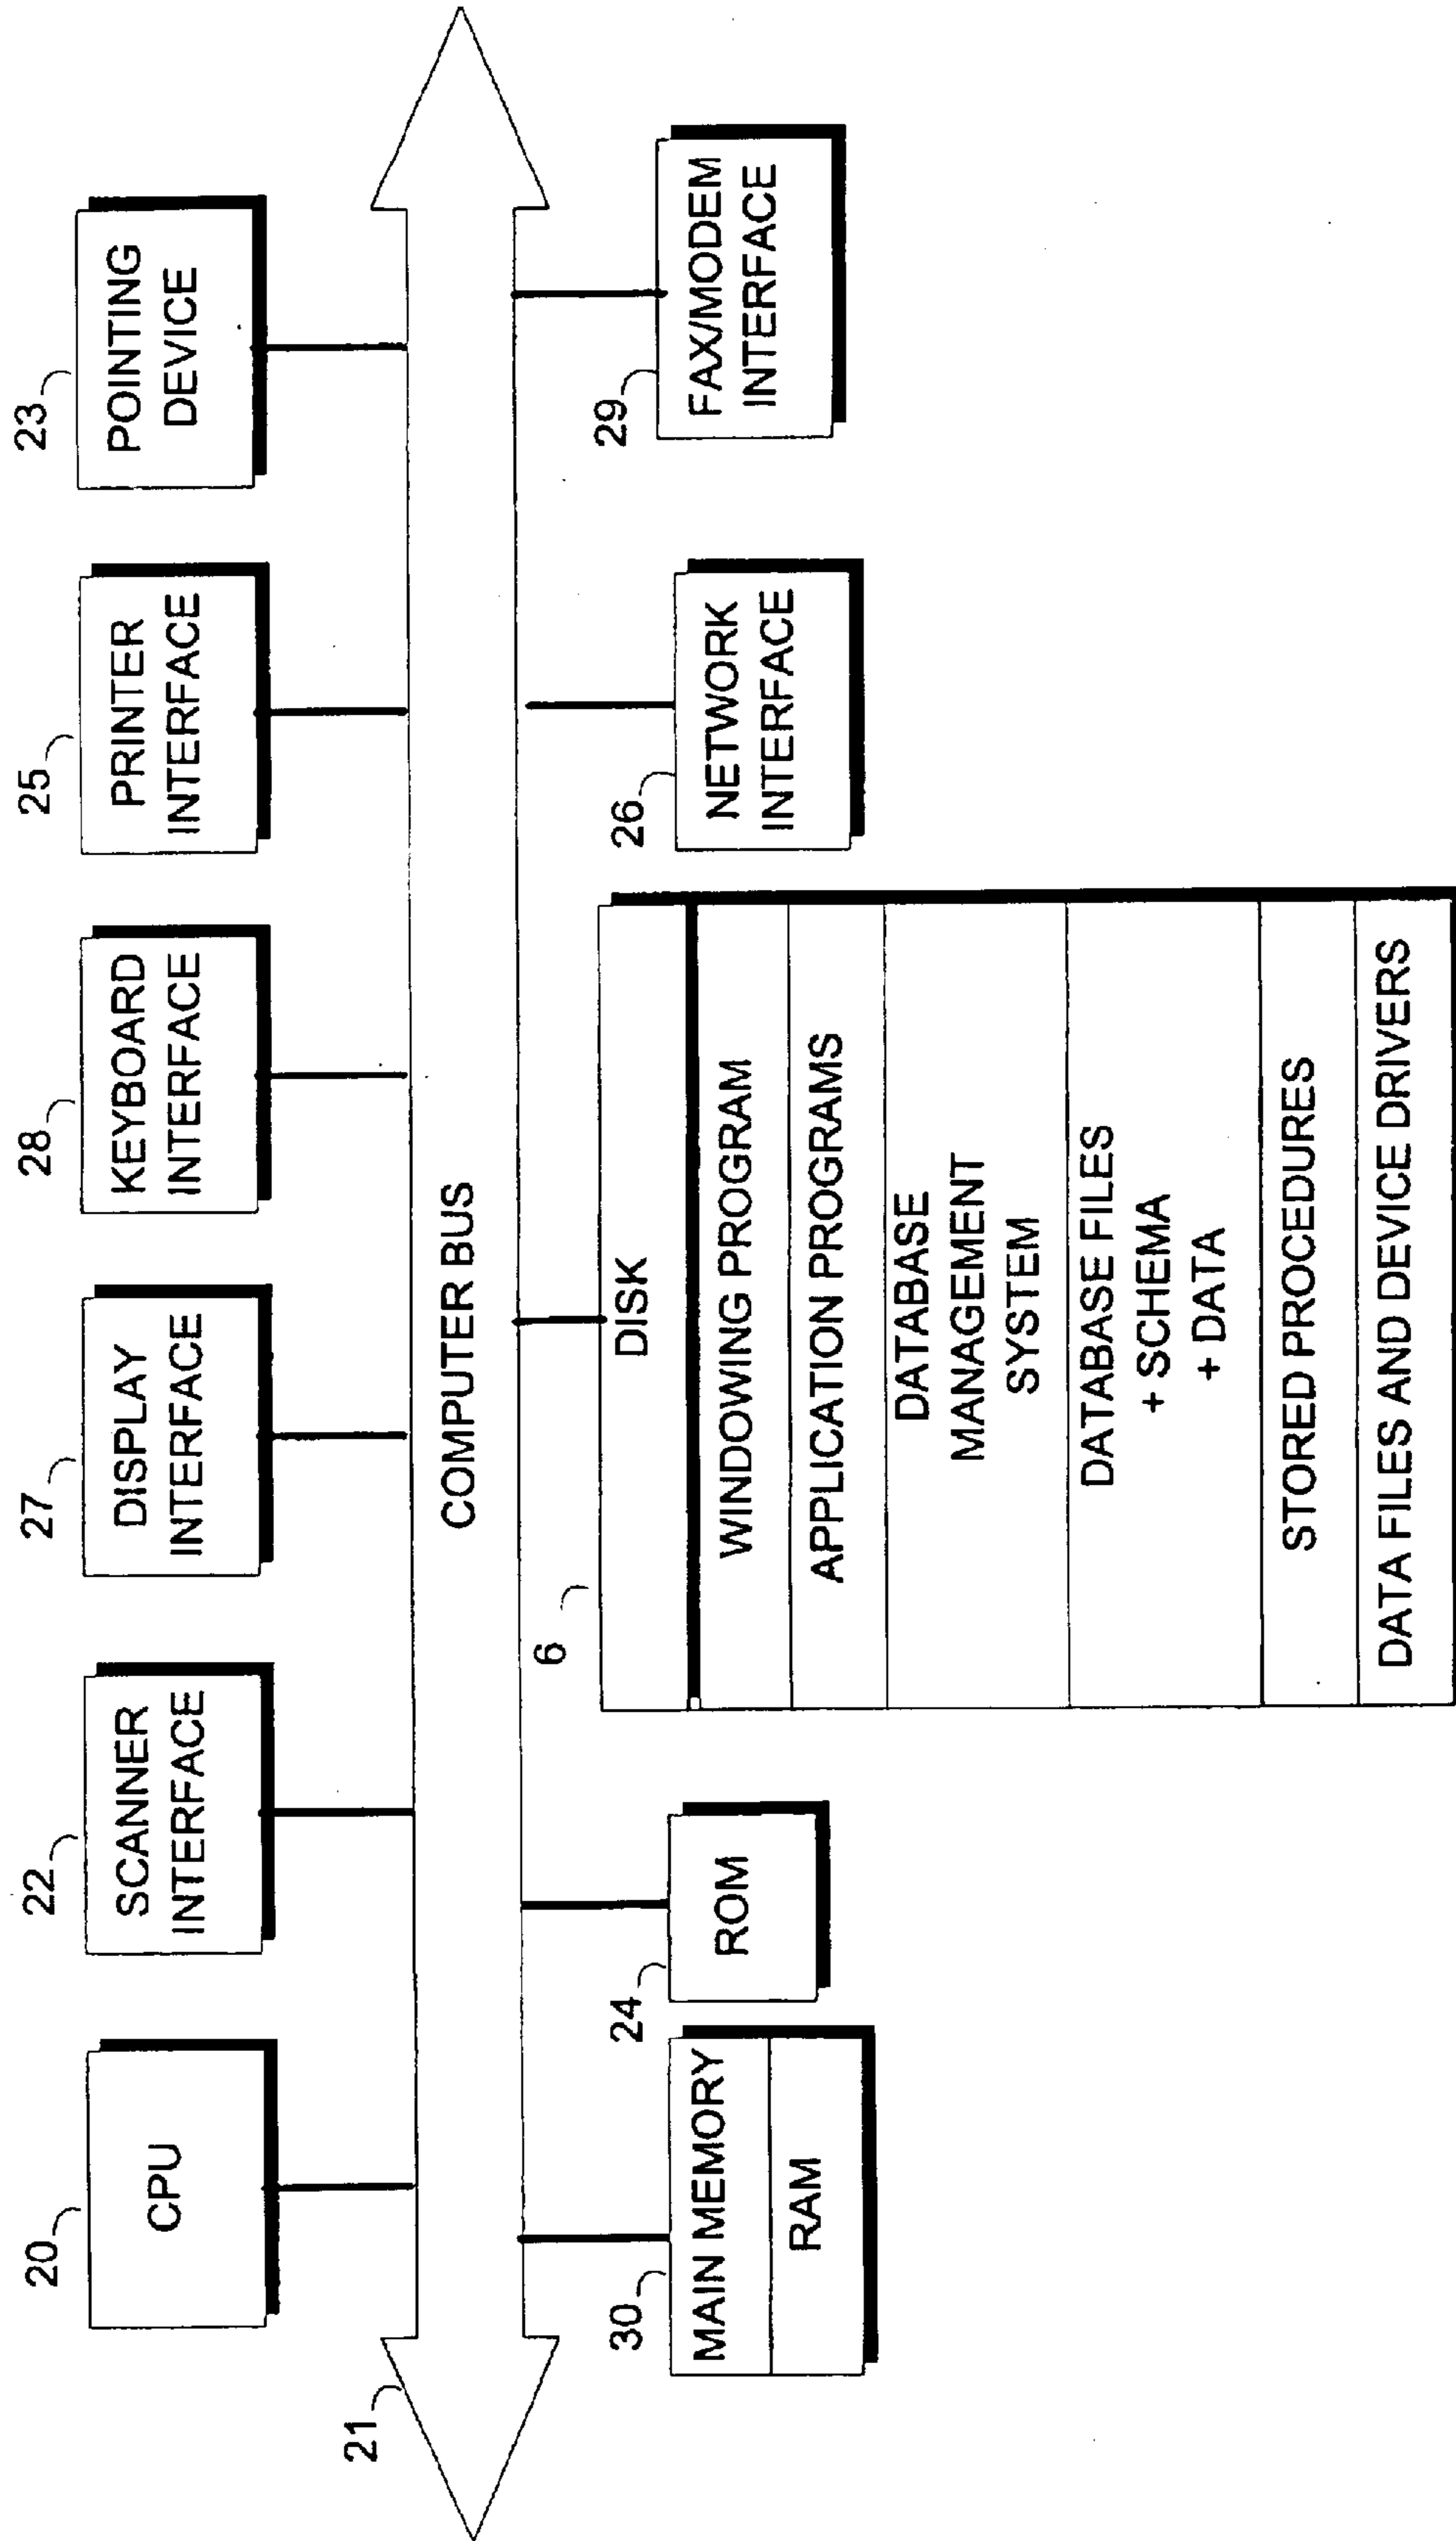 20
CPU
22
SCANNER
INTERFACE
27
DISPLAY
INTERFACE
28
KEYBOARD
INTERFACE
25
PRINTER
INTERFACE
23
POINTING
DEVICE
21
COMPUTER BUS
30
MAIN MEMORY
RAM
24
ROM
6
DISK
WINDOWING PROGRAM
APPLICATION PROGRAMS
DATABASE
MANAGEMENT
SYSTEM
DATABASE FILES
+ SCHEMA
+ DATA
STORED PROCEDURES
DATA FILES AND DEVICE DRIVERS
26
NETWORK
INTERFACE
29
FAX/MODEM
INTERFACE